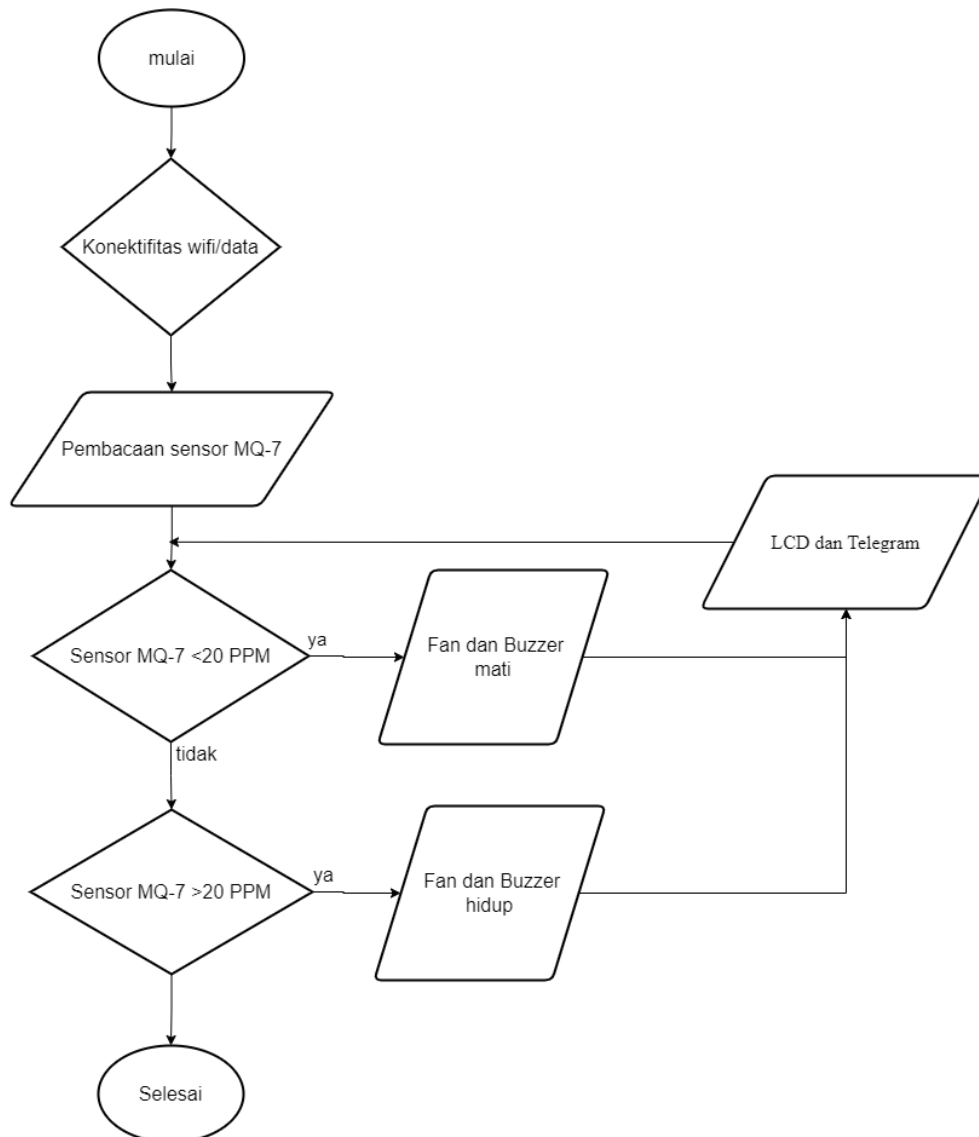 mulai
Konektifitas wifi/data
Pembacaan sensor MQ-7
LCD dan Telegram
Sensor MQ-7 <20 PPM
ya
Fan dan Buzzer
mati
tidak
Sensor MQ-7 >20 PPM
ya
Fan dan Buzzer
hidup
Selesai